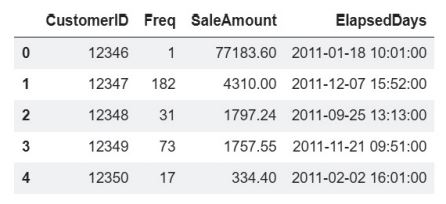 CustomerID Freq SaleAmount ElapsedDays
0 12346 1 77183.60 2011-01-18 10:01:00
1 12347 182 4310.00 2011-12-07 15:52:00
2 12348 31 1797.24 2011-09-25 13:13:00
3 12349 73 1757.55 2011-11-21 09:51:00
4 12350 17 334.40 2011-02-02 16:01:00